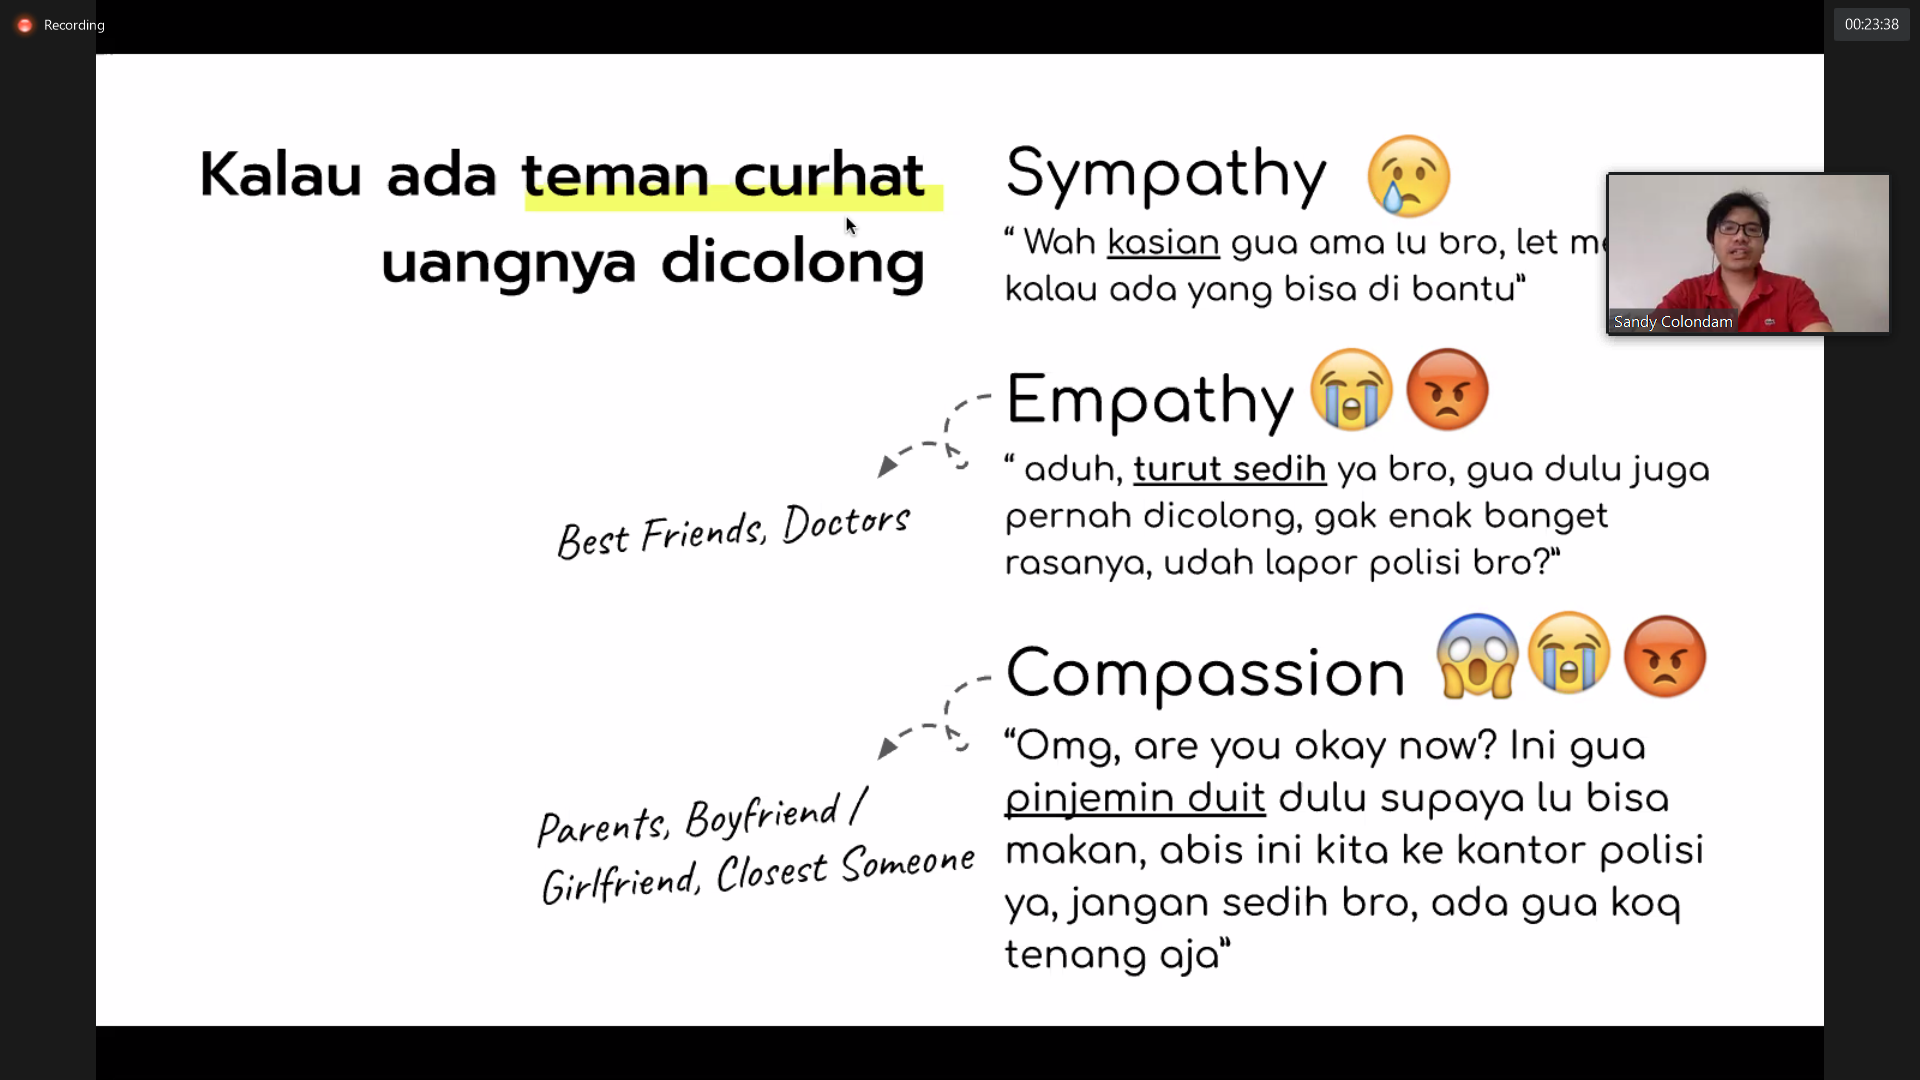 Recording
00:23:38
Kalau ada teman curhat
uangnya dicolong
Sympathy
“ Wah kasian gua ama lu bro, let
kalau ada yang bisa di bantu”
Sandy Colondam
Empathy
“ aduh, turut sedih ya bro, gua dulu juga
pernah dicolong, gak enak banget
rasanya, udah lapor polisi bro?”
Best Friends, Doctors
Compassion
“Omg, are you okay now? Ini gua
pinjemin duit dulu supaya lu bisa
makan, abis ini kita ke kantor polisi
ya, jangan sedih bro, ada gua koq
tenang aja”
Parents, Boyfriend /
Girlfriend, Closest Someone